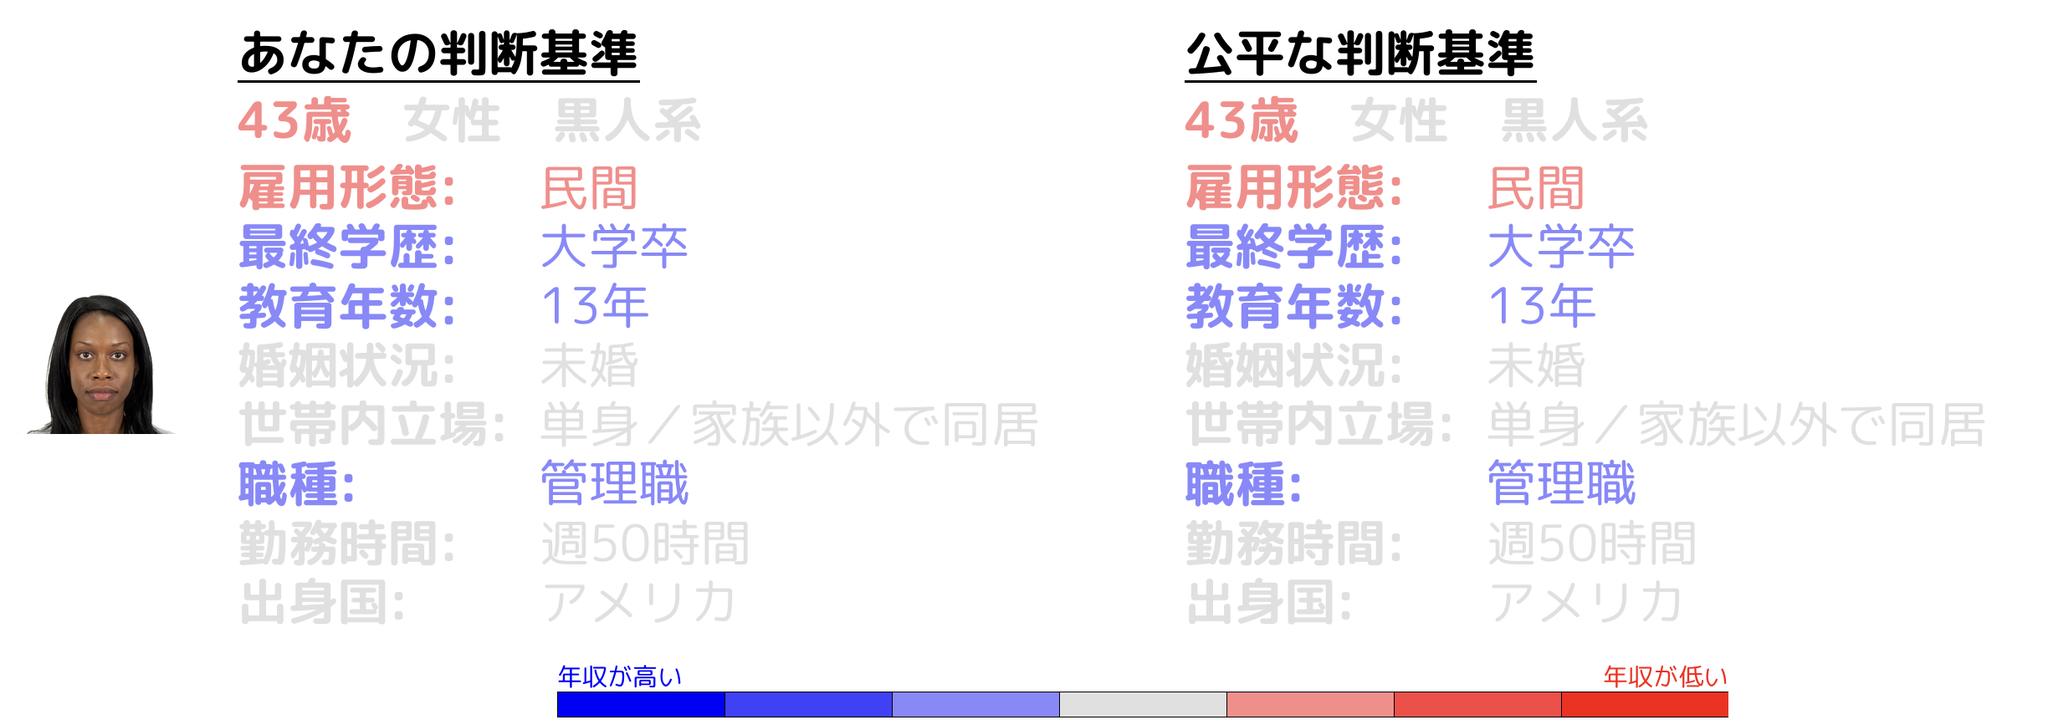 あなたの判断基準
43歳 女性 黒人系
雇用形態: 民間
最終学歴: 大学卒
教育年数: 13年
婚姻状況: 未婚
世帯内立場: 単身／家族以外で同居
職種: 管理職
勤務時間: 週50時間
出身国: アメリカ
公平な判断基準
43歳 女性 黒人系
雇用形態: 民間
最終学歴: 大学卒
教育年数: 13年
婚姻状況: 未婚
世帯内立場: 単身／家族以外で同居
職種: 管理職
勤務時間: 週50時間
出身国: アメリカ
年収が高い
年収が低い